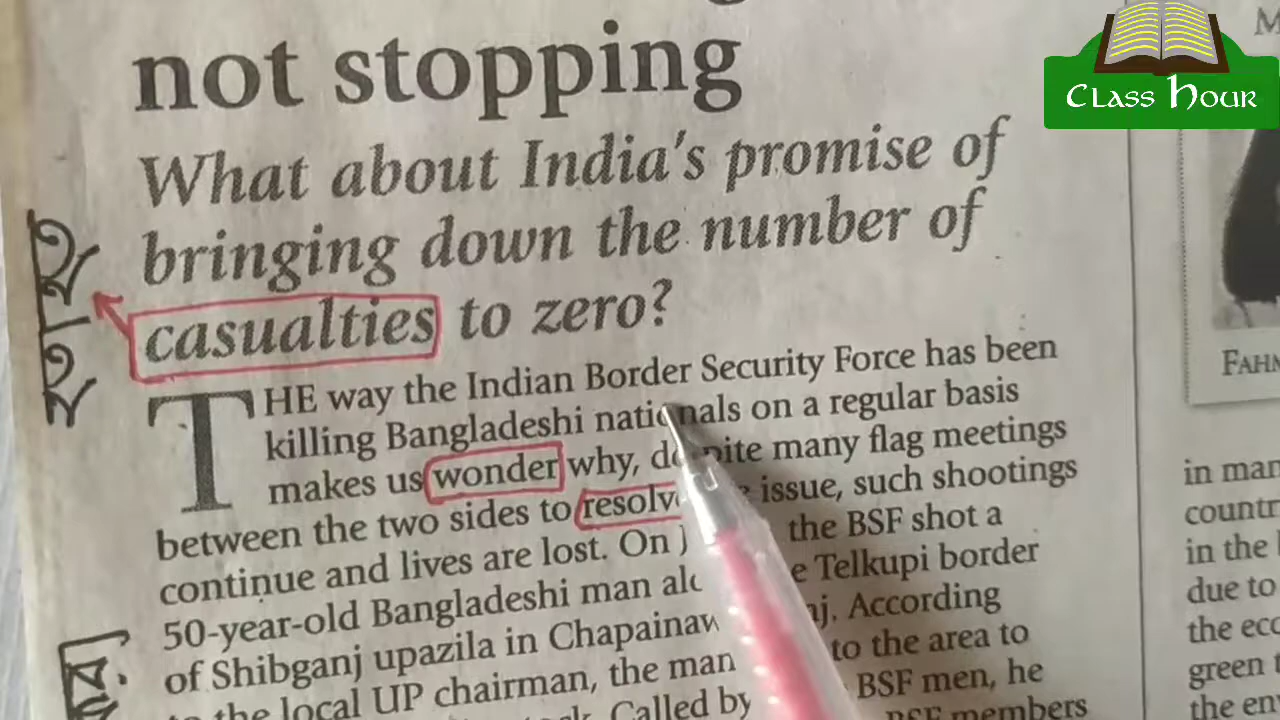 not stopping
What about India's promise of
bringing down the number of
casualties to zero?
THE way the Indian Border Security Force has been
killing Bangladeshi nationals on a regular basis
makes us wonder why, despite many flag meetings
between the two sides to resolve issue, such shootings
continue and lives are lost. On the BSF shot a
50-year-old Bangladeshi man Telkupi border
of Shibganj upazila in According
to the local UP chairman, the man to the area to
Called by BSF men, he
BSF members
CLASS HOUR
FAHM
in man
countr
in the
due to
the eco
green
the en